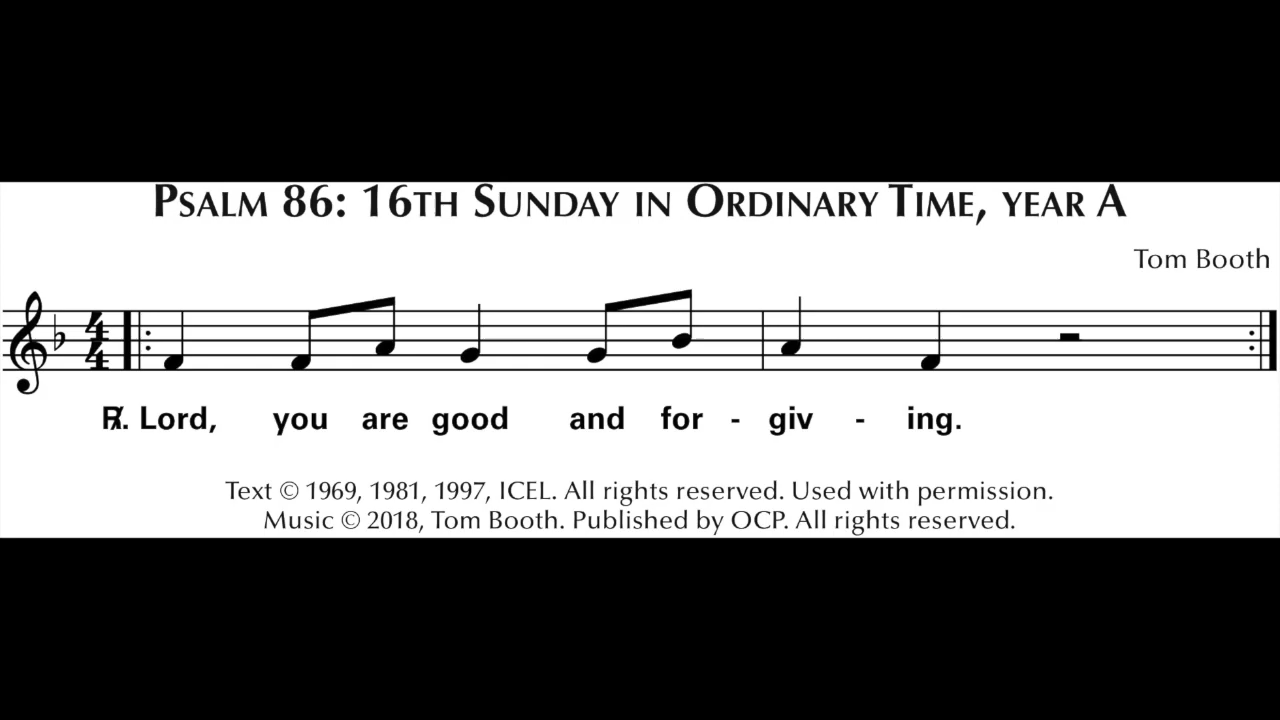 PSALM 86: 16TH SUNDAY IN ORDINARY TIME, YEAR A
Tom Booth
4
4
℟. Lord, you are good and for - giv - ing.
Text © 1969, 1981, 1997, ICEL. All rights reserved. Used with permission.
Music © 2018, Tom Booth. Published by OCP. All rights reserved.